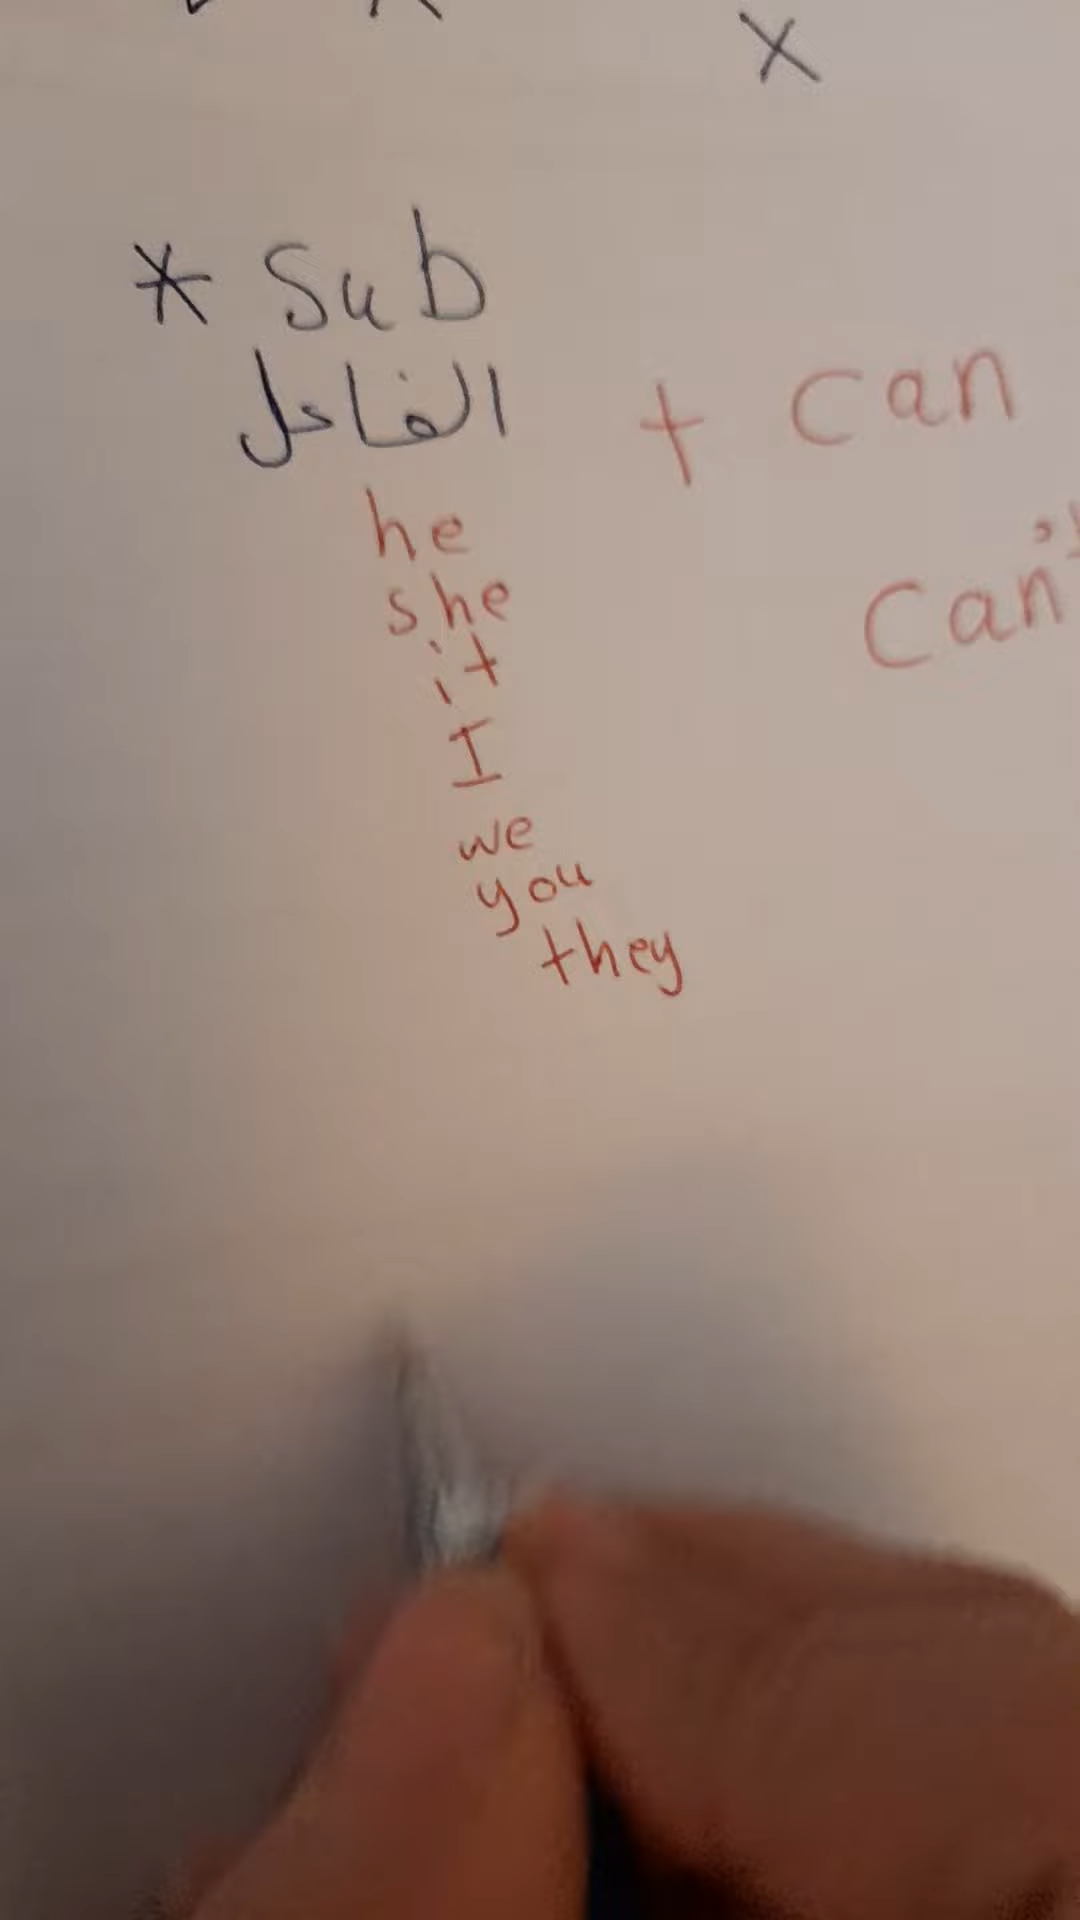 X
* Sub
الفاعل + can
he
she can'
it
I
we
you
they